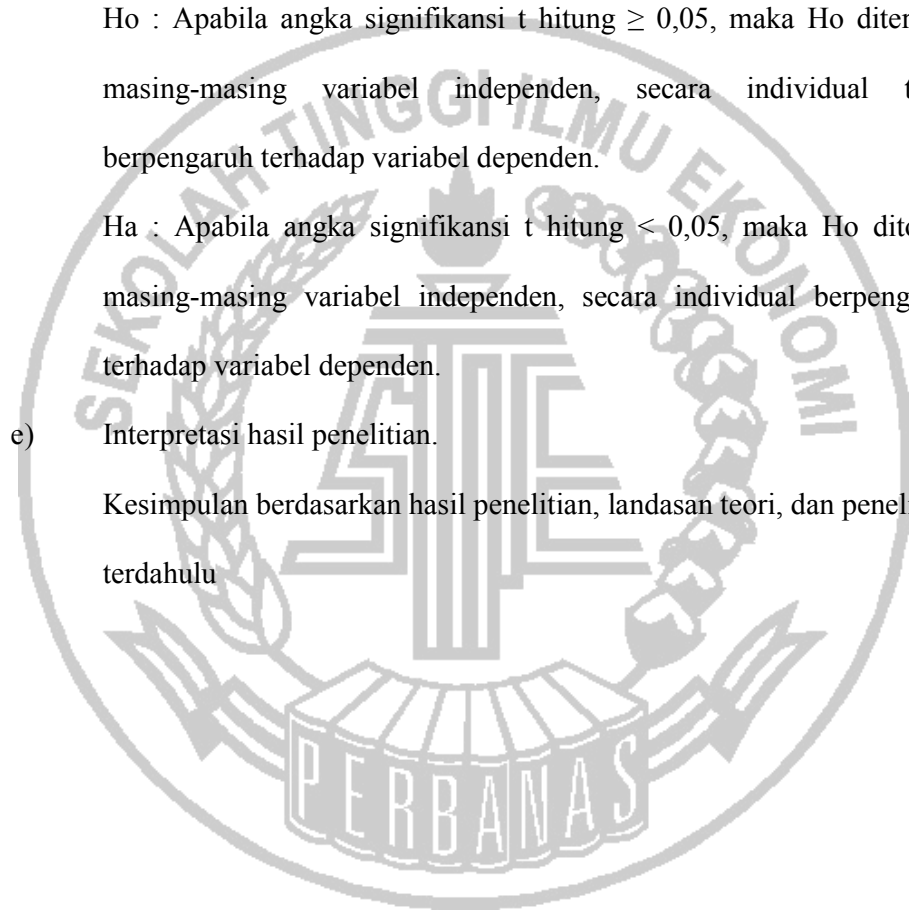 Ho : Apabila angka signifikansi t hitung ≥ 0,05, maka Ho
masing-masing variabel independen, secara individual
berpengaruh terhadap variabel dependen.
Ha : Apabila angka signifikansi t hitung < 0,05, maka Ho
masing-masing variabel independen, secara individual
terhadap variabel dependen.
e) Interpretasi hasil penelitian.
Kesimpulan berdasarkan hasil penelitian, landasan teori, dan
terdahulu
SEKOLAH TINGGI ILMU EKONOMI
PERBANAS